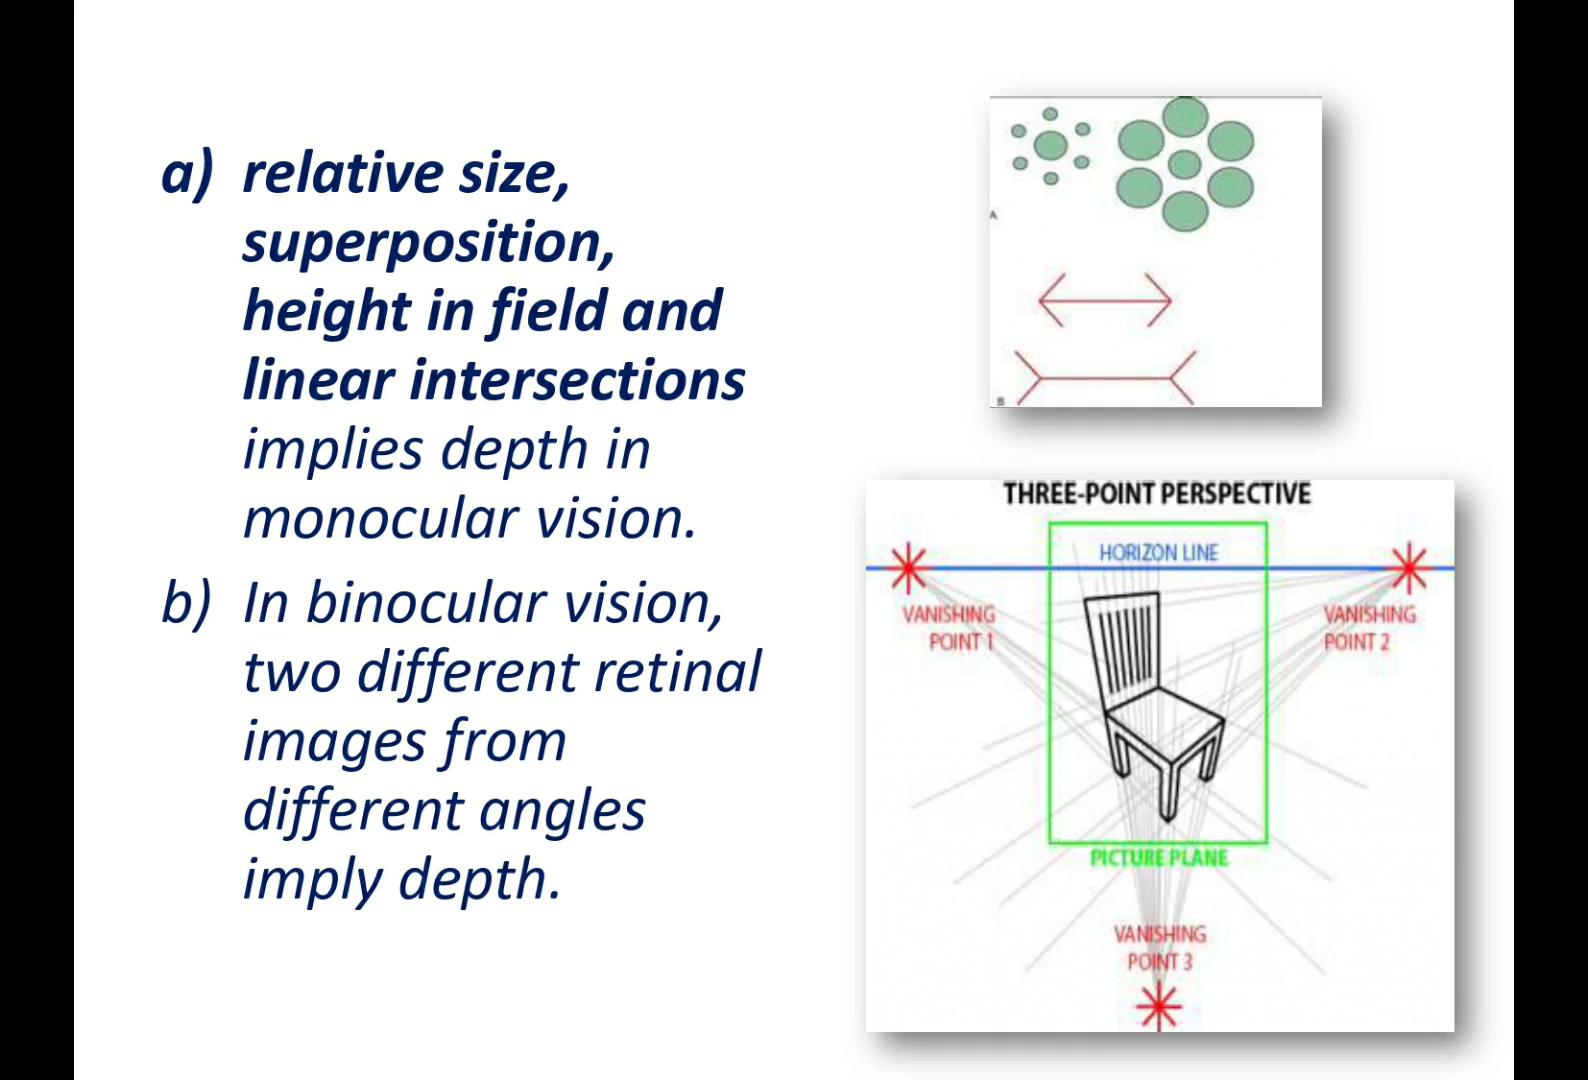 a) relative size,
superposition,
height in field and
linear intersections
implies depth in
monocular vision.
b) In binocular vision,
two different retinal
images from
different angles
imply depth.
A
B
THREE-POINT PERSPECTIVE
HORIZON LINE
VANISHING
POINT 1
VANISHING
POINT 2
PICTURE PLANE
VANISHING
POINT 3